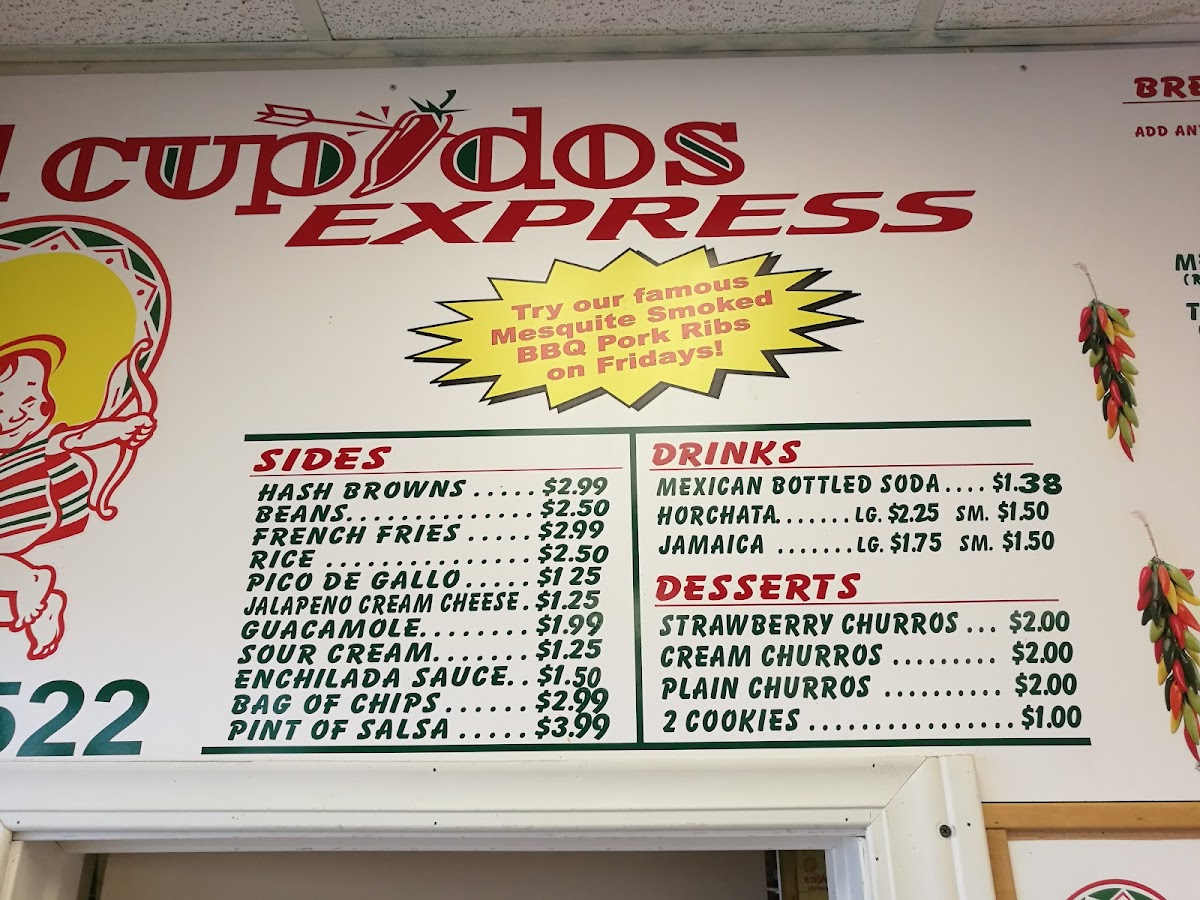 cupidos
EXPRESS
Try our famous
Mesquite Smoked
BBQ Pork Ribs
on Fridays!
SIDES
HASH BROWNS ..... $2.99
BEANS............... $2.50
FRENCH FRIES ..... $2.99
RICE ................ $2.50
PICO DE GALLO..... $1 25
JALAPENO CREAM CHEESE . $1.25
GUACAMOLE........ $1.99
SOUR CREAM....... $1.25
ENCHILADA SAUCE.. $1.50
BAG OF CHIPS ...... $2.99
PINT OF SALSA ..... $3.99
DRINKS
MEXICAN BOTTLED SODA .... $1.38
HORCHATA....... LG. $2.25 SM. $1.50
JAMAICA ....... LG. $1.75 SM. $1.50
DESSERTS
STRAWBERRY CHURROS ... $2.00
CREAM CHURROS ......... $2.00
PLAIN CHURROS .......... $2.00
2 COOKIES ................ $1.00
522
ADD